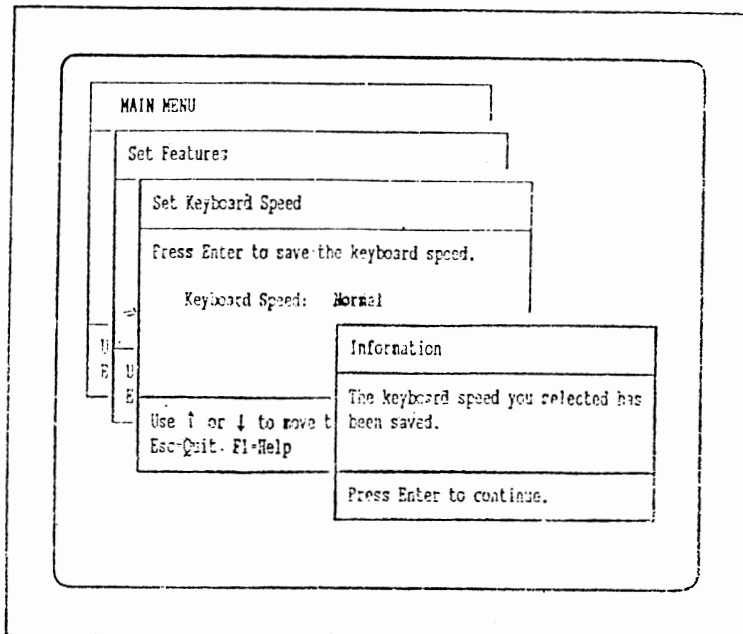 MAIN MENU
Set Features
Set Keyboard Speed
Press Enter to save the keyboard speed.
Keyboard Speed: Normal
U
E
U
E
Use ↑ or ↓ to move t
Esc=Quit. F1=Help
Information
The keyboard speed you selected has
been saved.
Press Enter to continue.